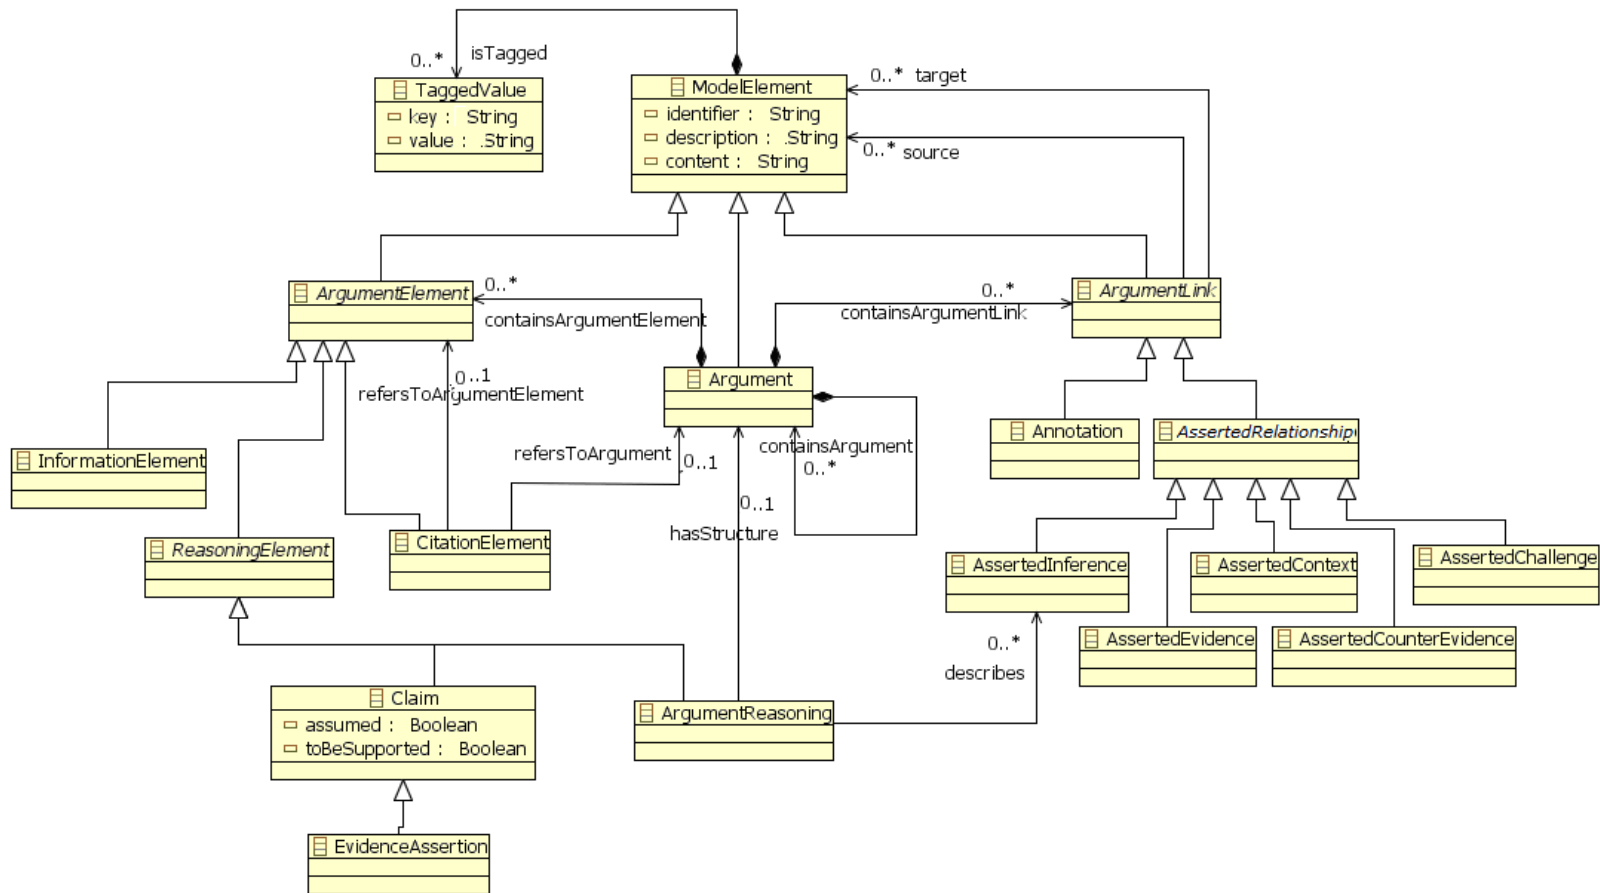 0..*
isTagged
TaggedValue
key : String
value : .String
ModelElement
identifier : String
description : .String
content : String
0..* target
0..* source
ArgumentElement
0..*
containsArgumentElement
0..*
containsArgumentLink
ArgumentLink
0..1
refersToArgumentElement
Argument
containsArgument
0..*
Annotation
AssertedRelationship
InformationElement
refersToArgument
0..1
0..1
hasStructure
ReasoningElement
CitationElement
AssertedInference
AssertedContext
AssertedChallenge
0..*
describes
AssertedEvidence
AssertedCounterEvidence
Claim
assumed : Boolean
toBeSupported : Boolean
ArgumentReasoning
EvidenceAssertion